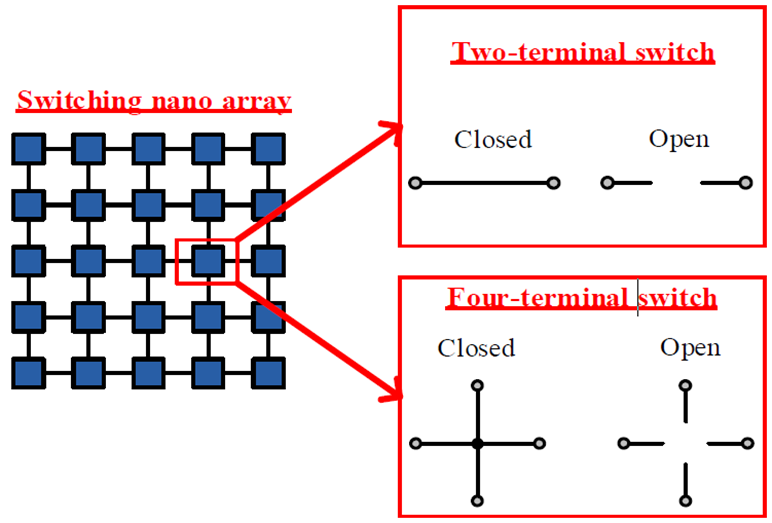 Switching nano array
Two-terminal switch
Closed
Open
Four-terminal switch
Closed
Open